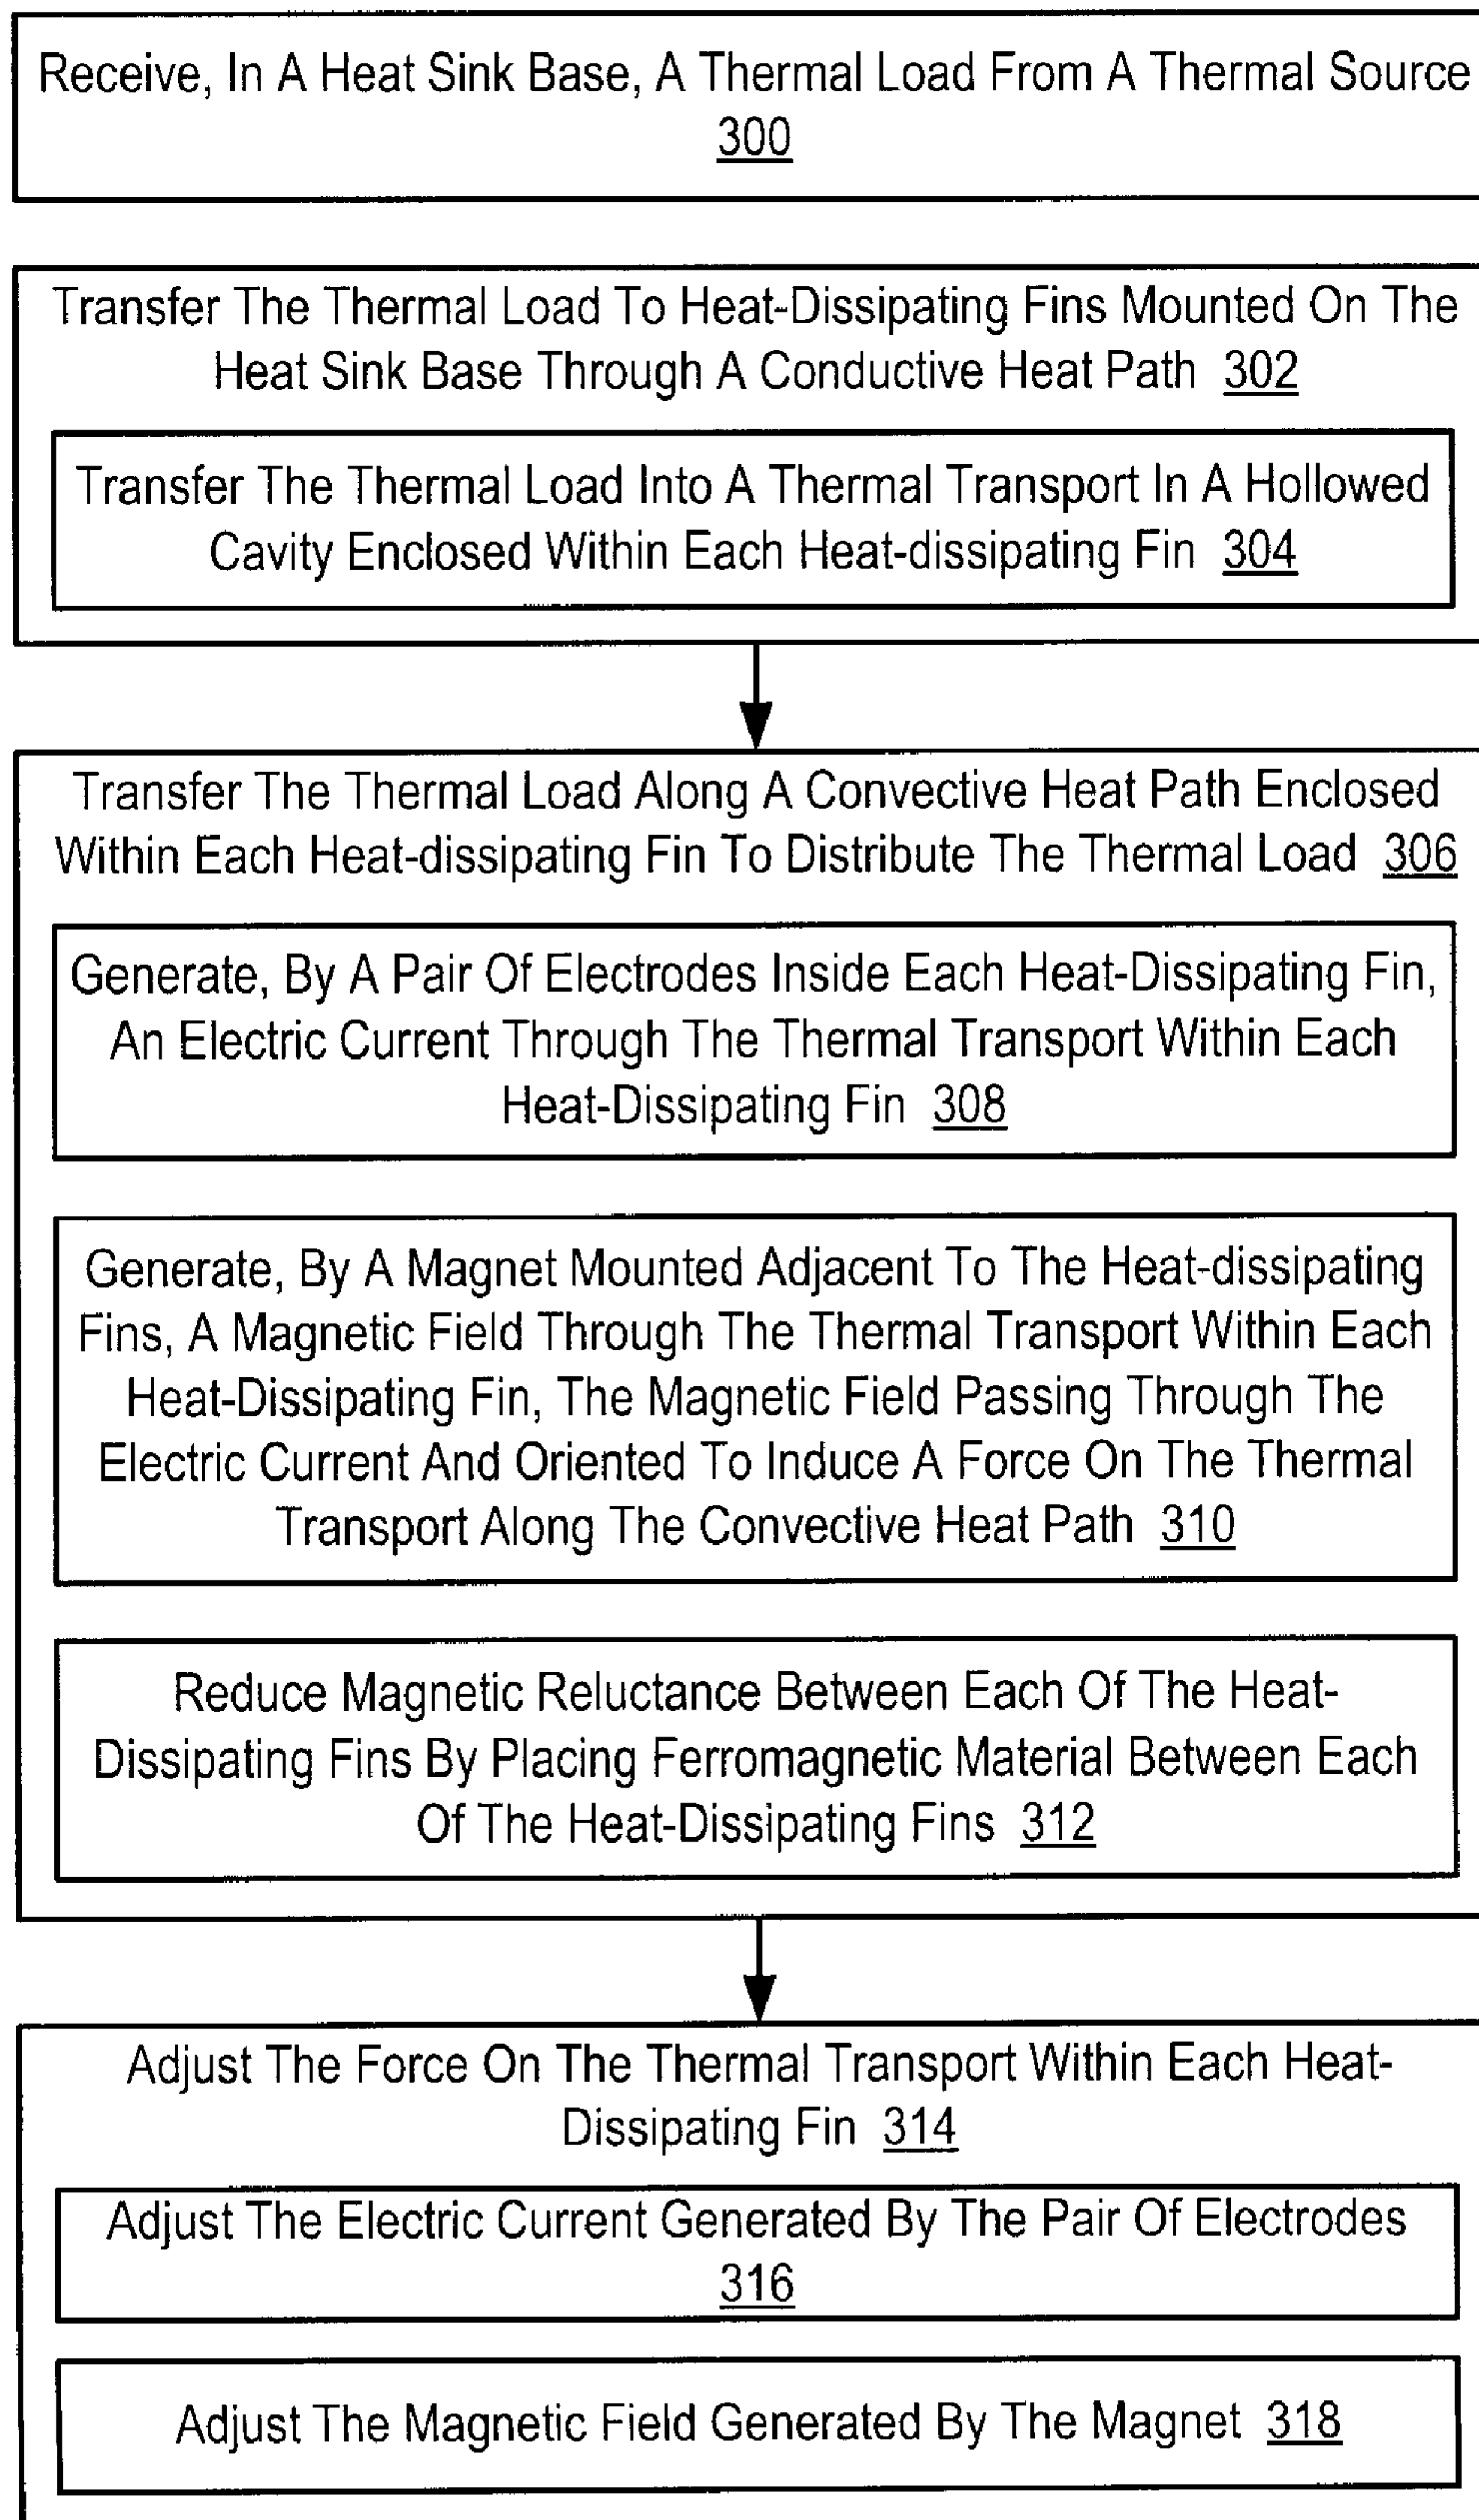 Receive, In A Heat Sink Base, A Thermal Load From A Thermal Source
300
Transfer The Thermal Load To Heat-Dissipating Fins Mounted On The
Heat Sink Base Through A Conductive Heat Path 302
Transfer The Thermal Load Into A Thermal Transport In A Hollowed
Cavity Enclosed Within Each Heat-dissipating Fin 304
Transfer The Thermal Load Along A Convective Heat Path Enclosed
Within Each Heat-dissipating Fin To Distribute The Thermal Load 306
Generate, By A Pair Of Electrodes Inside Each Heat-Dissipating Fin,
An Electric Current Through The Thermal Transport Within Each
Heat-Dissipating Fin 308
Generate, By A Magnet Mounted Adjacent To The Heat-dissipating
Fins, A Magnetic Field Through The Thermal Transport Within Each
Heat-Dissipating Fin, The Magnetic Field Passing Through The
Electric Current And Oriented To Induce A Force On The Thermal
Transport Along The Convective Heat Path 310
Reduce Magnetic Reluctance Between Each Of The Heat-
Dissipating Fins By Placing Ferromagnetic Material Between Each
Of The Heat-Dissipating Fins 312
Adjust The Force On The Thermal Transport Within Each Heat-
Dissipating Fin 314
Adjust The Electric Current Generated By The Pair Of Electrodes
316
Adjust The Magnetic Field Generated By The Magnet 318